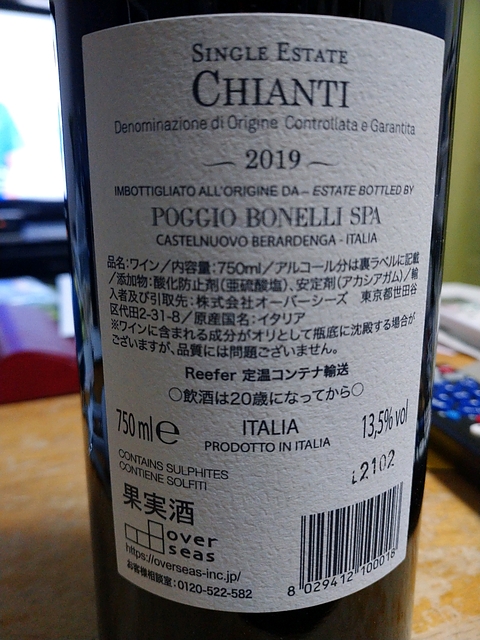 SINGLE ESTATE
CHIANTI
Denominazione di Origine Controllata e Garantita
— 2019 —
IMBOTTIGLIATO ALL'ORIGINE DA – ESTATE BOTTLED BY
POGGIO BONELLI SPA
CASTELNUOVO BERARDENGA - ITALIA
品名:ワイン/内容量:750ml/アルコール分は裏ラベルに記載
/添加物:酸化防止剤(亜硫酸塩)、安定剤(アカシアガム)/輸
入者及び引取先:株式会社オーバーシーズ 東京都世田谷
区代田2-31-8/原産国名:イタリア
※ワインに含まれる成分がオリとして瓶底に沈殿する場合が
ございますが、品質には問題ございません。
Reefer 定温コンテナ輸送
○飲酒は20歳になってから○
750 ml e
ITALIA
13,5% vol
PRODOTTO IN ITALIA
CONTAINS SULPHITES
CONTIENE SOLFITI
L2102
果実酒
over
seas
https://overseas-inc.jp/
お客様相談室:0120-522-582
8 029412 100018